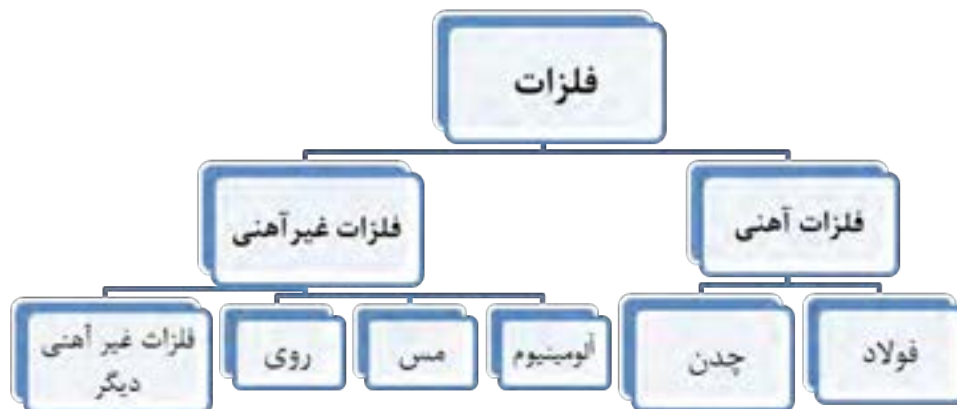 فلزات
فلزات آهنی
فلزات غیرآهنی
فولاد
چدن
آلومینیوم
مس
روی
فلزات غیر آهنی
دیگر